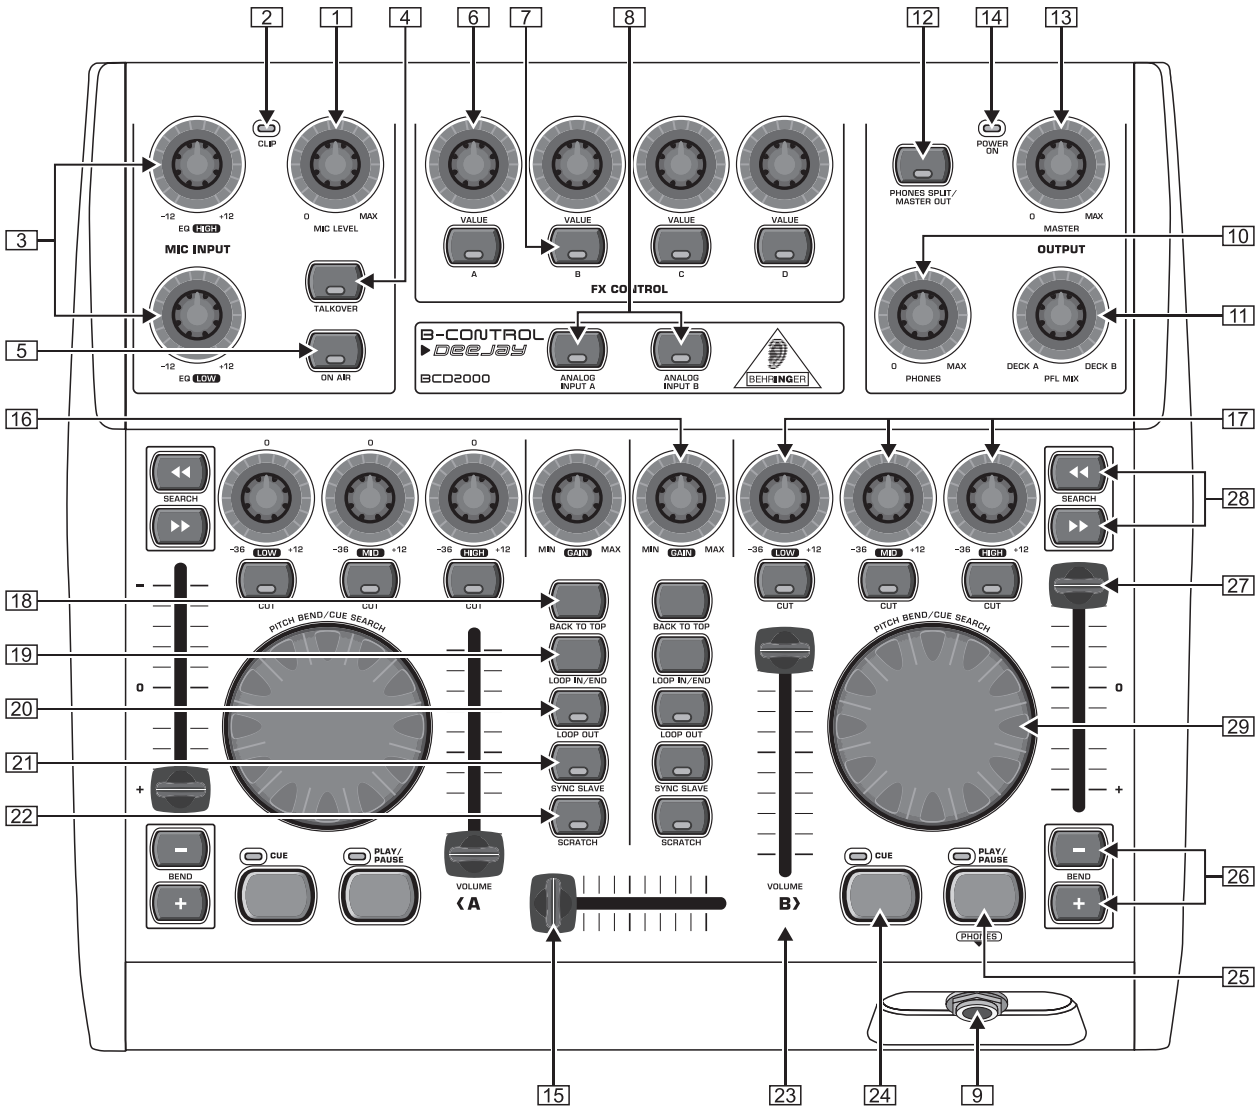 2 1 4 6 7 8 12 14 13
CLIP
POWER ON
-12 +12
EQ HIGH
0 MAX
MIC LEVEL
VALUE VALUE VALUE VALUE
PHONES SPLIT/
MASTER OUT
0 MAX
MASTER
3
MIC INPUT
OUTPUT
10
A B C D
FX CONTROL
TALKOVER
11
5
-12 +12
EQ LOW
ON AIR
B-CONTROL
DEEJAY
BCD2000
ANALOG
INPUT A
ANALOG
INPUT B
BEHRINGER
0 MAX
PHONES
DECK A DECK B
PFL MIX
16
17
0 0 0
SEARCH
SEARCH
28
-36 LOW +12
-36 MID +12
-36 HIGH +12
MIN GAIN MAX
MIN GAIN MAX
-36 LOW +12
-36 MID +12
-36 HIGH +12
CUT CUT CUT
CUT CUT CUT
27
18
PITCH BEND/CUE SEARCH
BACK TO TOP
BACK TO TOP
PITCH BEND/CUE SEARCH
19
LOOP IN/END
LOOP IN/END
-
0
+
0
+
20
LOOP OUT
LOOP OUT
29
21
SYNC SLAVE
SYNC SLAVE
22
SCRATCH
SCRATCH
-
BEND
+
CUE
PLAY/
PAUSE
VOLUME
A
VOLUME
B
CUE
PLAY/
PAUSE
-
BEND
+
26
PHONES
25
15 23 24 9